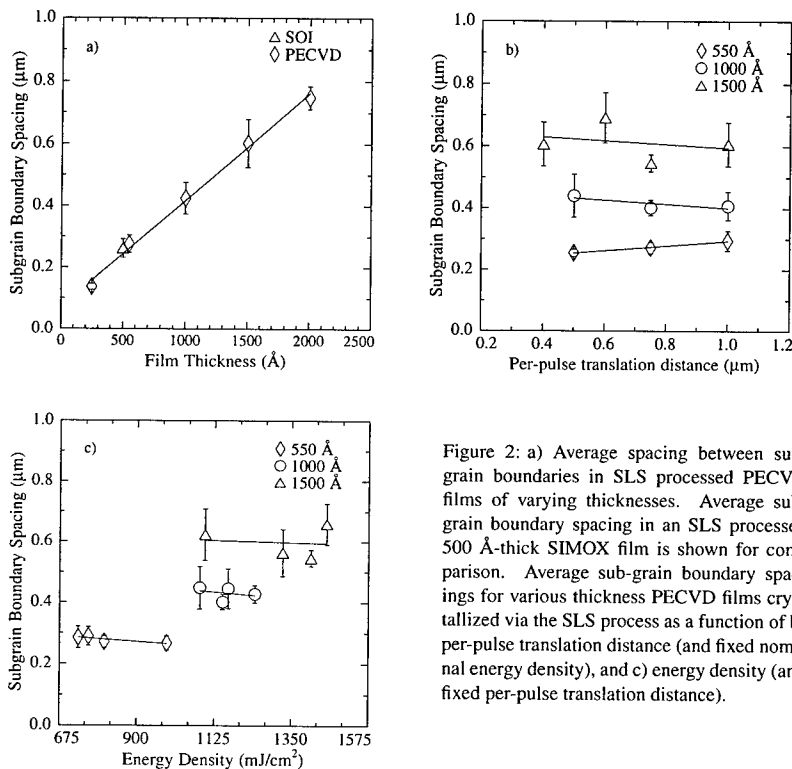 a)
△ SOI
◇ PECVD
Subgrain Boundary Spacing (μm)
1.0
0.8
0.6
0.4
0.2
0.0
0 500 1000 1500 2000 2500
Film Thickness (Å)
b)
◇ 550 Å
○ 1000 Å
△ 1500 Å
Subgrain Boundary Spacing (μm)
1.0
0.8
0.6
0.4
0.2
0.0
0.2 0.4 0.6 0.8 1.0 1.2
Per-pulse translation distance (μm)
c)
◇ 550 Å
○ 1000 Å
△ 1500 Å
Subgrain Boundary Spacing (μm)
1.0
0.8
0.6
0.4
0.2
0.0
675 900 1125 1350 1575
Energy Density (mJ/cm²)
Figure 2: a) Average spacing between su
grain boundaries in SLS processed PECV
films of varying thicknesses. Average su
grain boundary spacing in an SLS processe
500 Å-thick SIMOX film is shown for con
parison. Average sub-grain boundary spac
ings for various thickness PECVD films cry
tallized via the SLS process as a function of
per-pulse translation distance (and fixed nom
nal energy density), and c) energy density (an
fixed per-pulse translation distance).